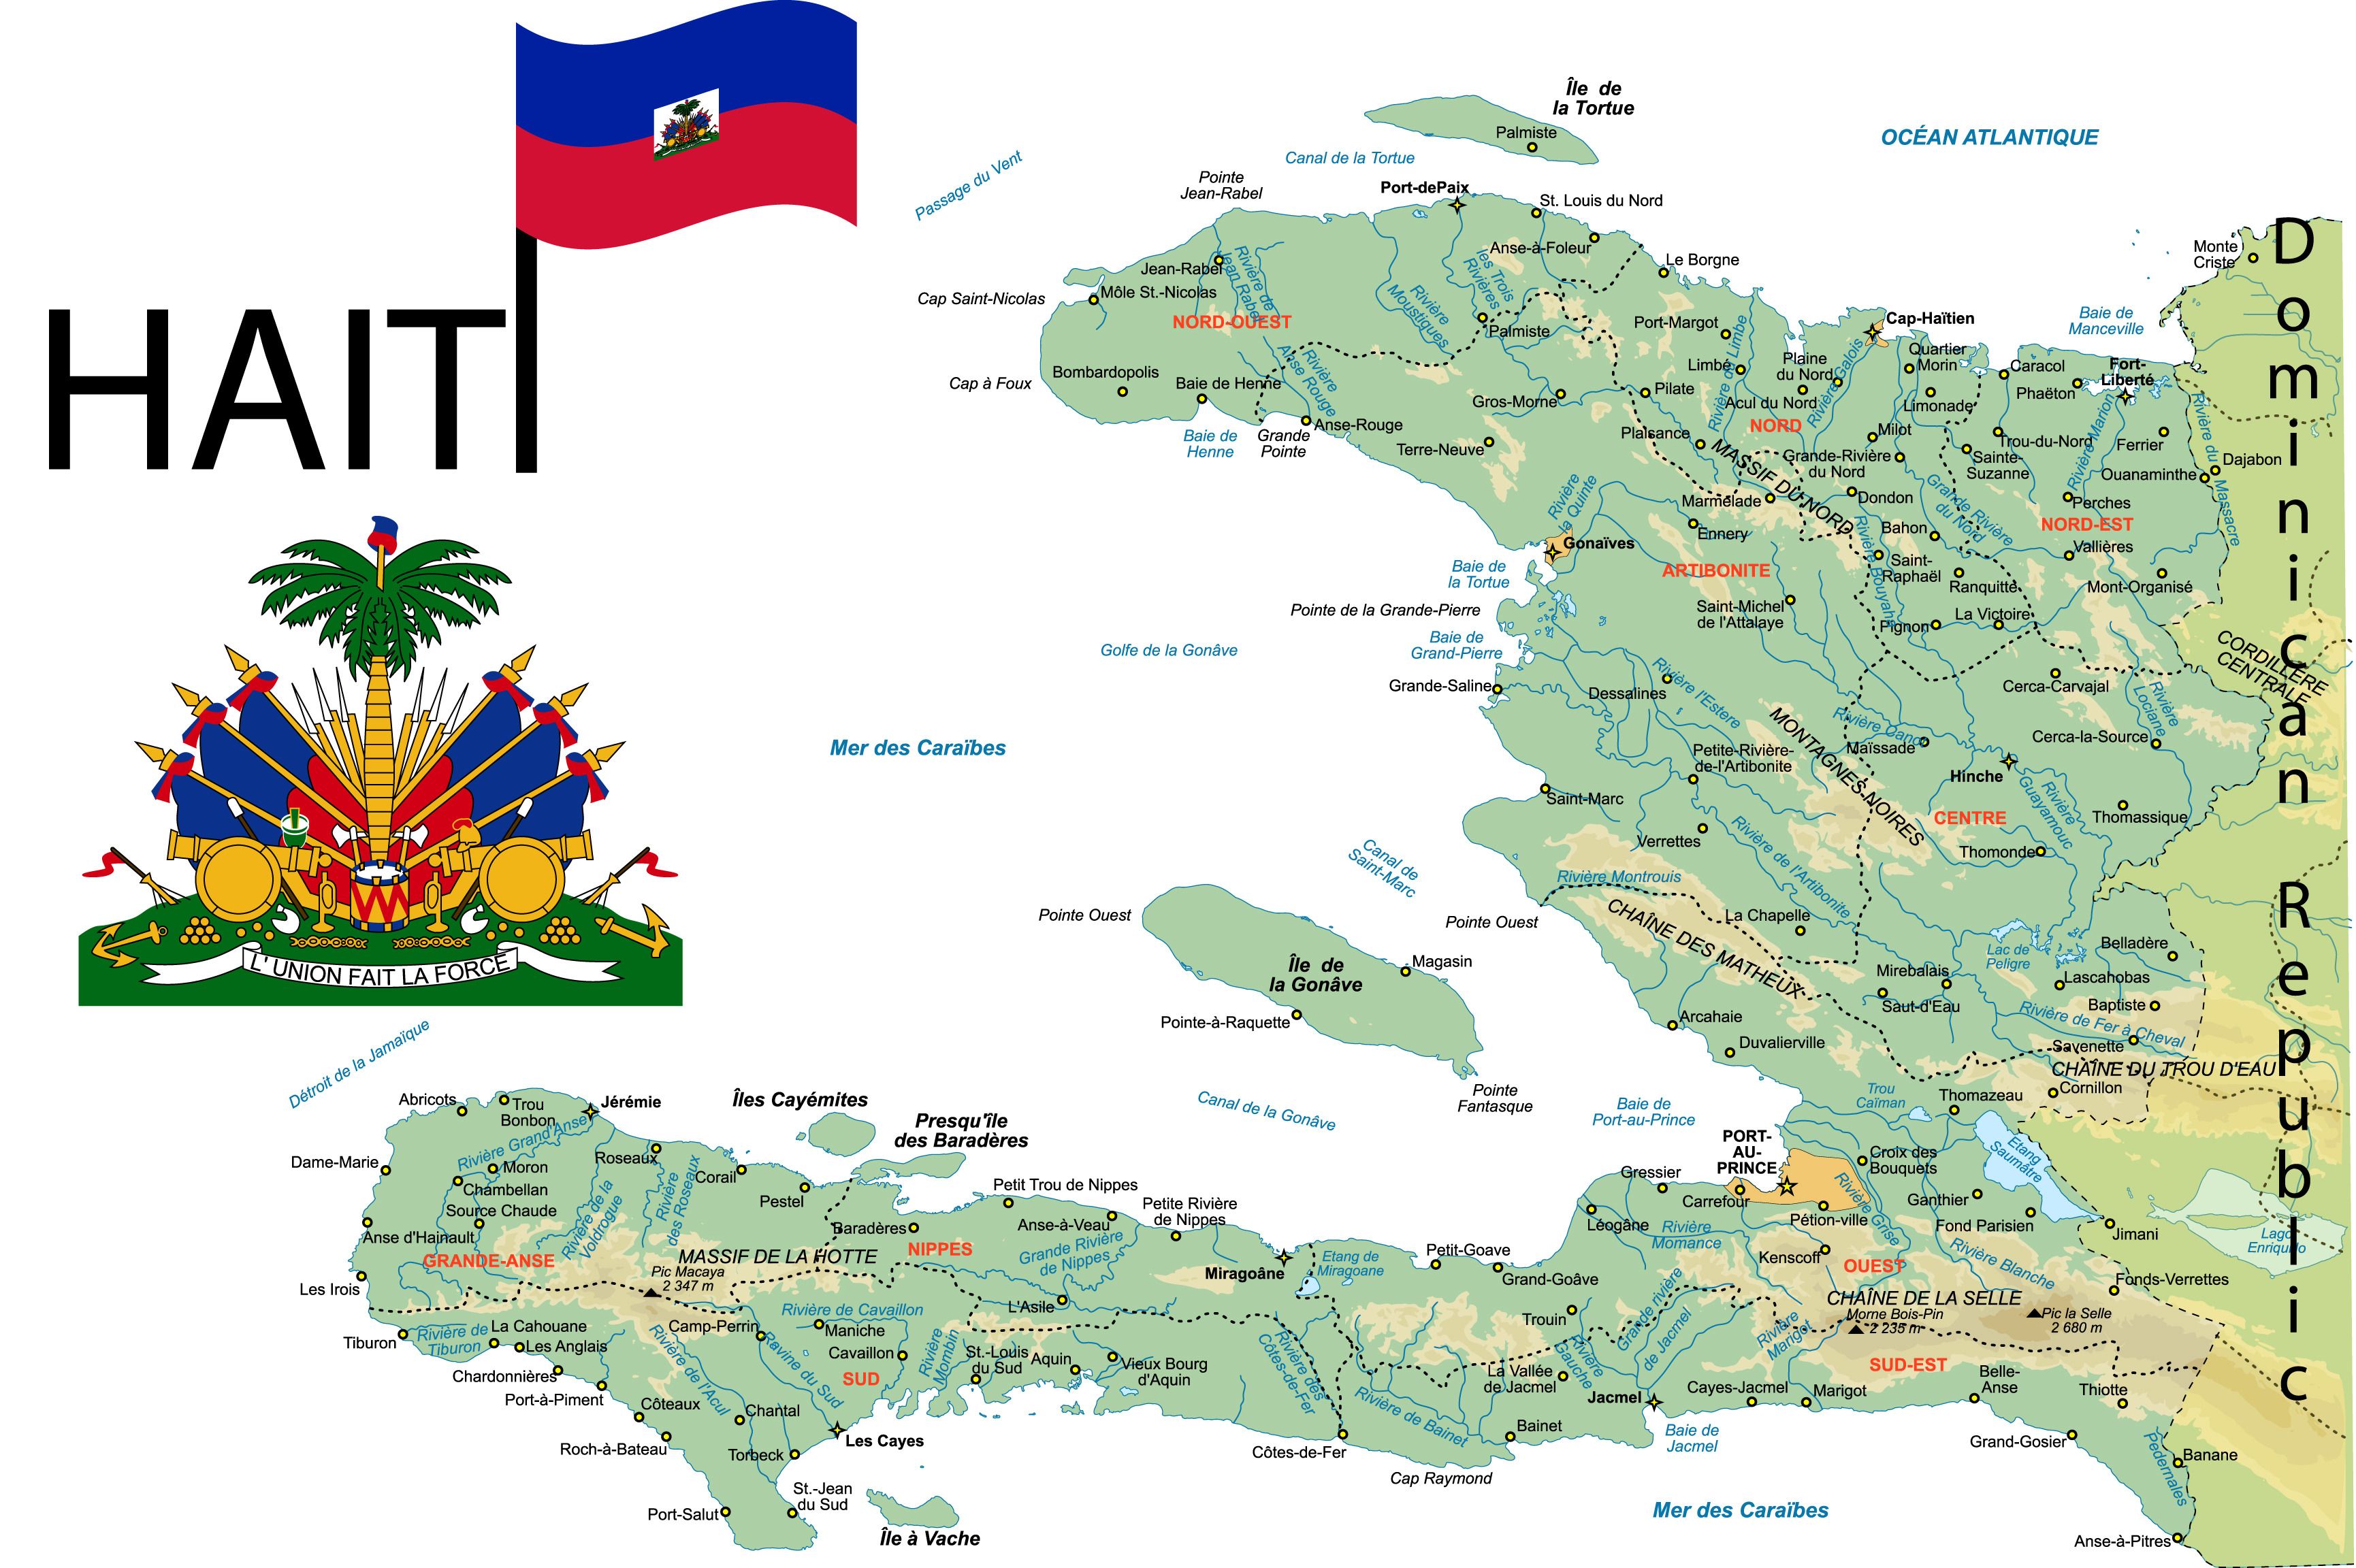 HAITI
L' UNION FAIT LA FORCE
Île de
la Tortue
Palmiste
OCÉAN ATLANTIQUE
Canal de la Tortue
Passage du Vent
Pointe
Jean-Rabel
Port-dePaix
St. Louis du Nord
Anse-à-Foleur
Le Borgne
Monte
Criste
Jean-Rabel
Rivière de
Jean Rabel
Môle St.-Nicolas
Cap Saint-Nicolas
NORD-OUEST
Rivière
Moustiques
les Trois
Rivières
Palmiste
Port-Margot
Cap-Haïtien
Baie de
Manceville
Cap à Foux
Bombardopolis
Baie de Henne
Rivière
Anse Rouge
Gros-Morne
Pilate
Limbé
Rivière du Limbe
Plaine
du Nord
Acul du Nord
Rivière Galois
Quartier
Morin
Limonade
Caracol
Phaëton
Fort-
Liberté
Baie de
Henne
Grande
Pointe
Anse-Rouge
Terre-Neuve
Plaisance
NORD
Milot
Trou-du-Nord
Sainte-
Suzanne
Rivière Marion
Ferrier
Ouanaminthe
Dajabon
Rivière du Massacre
MASSIF DU NORD
Grande-Rivière
du Nord
Marmelade
Dondon
Grande Rivière
du Nord
Perches
NORD-EST
Rivière
la Quinte
Gonaïves
Ennery
Bahon
Vallières
ARTIBONITE
Rivière Bouyaha
Saint-
Raphaël
Ranquitte
Mont-Organisé
Baie de
la Tortue
Pointe de la Grande-Pierre
Saint-Michel
de l'Attalaye
Pignon
La Victoire
Golfe de la Gonâve
Baie de
Grand-Pierre
CORDILLERE
CENTRALE
Grande-Saline
Dessalines
Rivière l'Estere
Cerca-Carvajal
Rivière
Lociane
Mer des Caraïbes
MONTAGNES NOIRES
Rivière Canot
Maïssade
Cerca-la-Source
Petite-Rivière-
de-l'Artibonite
Hinche
Rivière
Guayamouc
Saint-Marc
CENTRE
Thomassique
Verrettes
Rivière de l'Artibonite
Thomonde
Canal de
Saint-Marc
Rivière Montrouis
Pointe Ouest
Pointe Ouest
CHAÎNE DES MATHEUX
La Chapelle
Lac de
Peligre
Belladère
Île de
la Gonâve
Magasin
Mirebalais
Saut-d'Eau
Lascahobas
Baptiste
Pointe-à-Raquette
Arcahaie
Duvalierville
Rivière de Fer à Cheval
Savenette
CHAÎNE DU TROU D'EAU
Cornillon
Pointe
Fantasque
Canal de la Gonâve
Baie de
Port-au-Prince
Trou
Caïman
Thomazeau
Détroit de la Jamaïque
Abricots
Trou
Bonbon
Jérémie
Îles Cayémites
Presqu'île
des Baradères
PORT-
AU-
PRINCE
Croix des
Bouquets
Etang
Saumâtre
Dame-Marie
Rivière Grand'Anse
Moron
Roseaux
Corail
Pestel
Chambellan
Source Chaude
Rivière de la
Voldrogue
Rivière
des Roseaux
Petit Trou de Nippes
Petite Rivière
de Nippes
Gressier
Carrefour
Rivière Grise
Ganthier
Anse d'Hainault
Baradères
Anse-à-Veau
Léogâne
Pétion-ville
Fond Parisien
Jimani
Lago
Enriquilo
GRANDE-ANSE
MASSIF DE LA HOTTE
NIPPES
Grande Rivière
de Nippes
Rivière
Momance
Kenscoff
OUEST
Rivière Blanche
Les Irois
Pic Macaya
2 347 m
Miragoâne
Etang de
Miragoane
Petit-Goave
Grand-Goâve
Fonds-Verrettes
L'Asile
Rivière de Cavaillon
CHAÎNE DE LA SELLE
Morne Bois-Pin
2 235 m
Pic la Selle
2 680 m
Tiburon
Rivière de
Tiburon
La Cahouane
Les Anglais
Camp-Perrin
Maniche
Cavaillon
Rivière
Mombin
Trouin
Grande rivière
de Jacmel
Rivière
Marigot
Chardonnières
Port-à-Piment
Rivière de l'Acul
Ravine du Sud
SUD
St.-Louis
du Sud
Aquin
Vieux Bourg
d'Aquin
Rivière des
Côtes-de-Fer
La Vallée
de Jacmel
Rivière
Gauche
SUD-EST
Côteaux
Chantal
Rivière de Bainet
Jacmel
Cayes-Jacmel
Marigot
Belle-
Anse
Thiotte
Roch-à-Bateau
Torbeck
Les Cayes
Côtes-de-Fer
Bainet
Baie de
Jacmel
Grand-Gosier
Banane
Pedernales
Cap Raymond
Port-Salut
St.-Jean
du Sud
Île à Vache
Mer des Caraïbes
Anse-à-Pitres
Dominican Republic